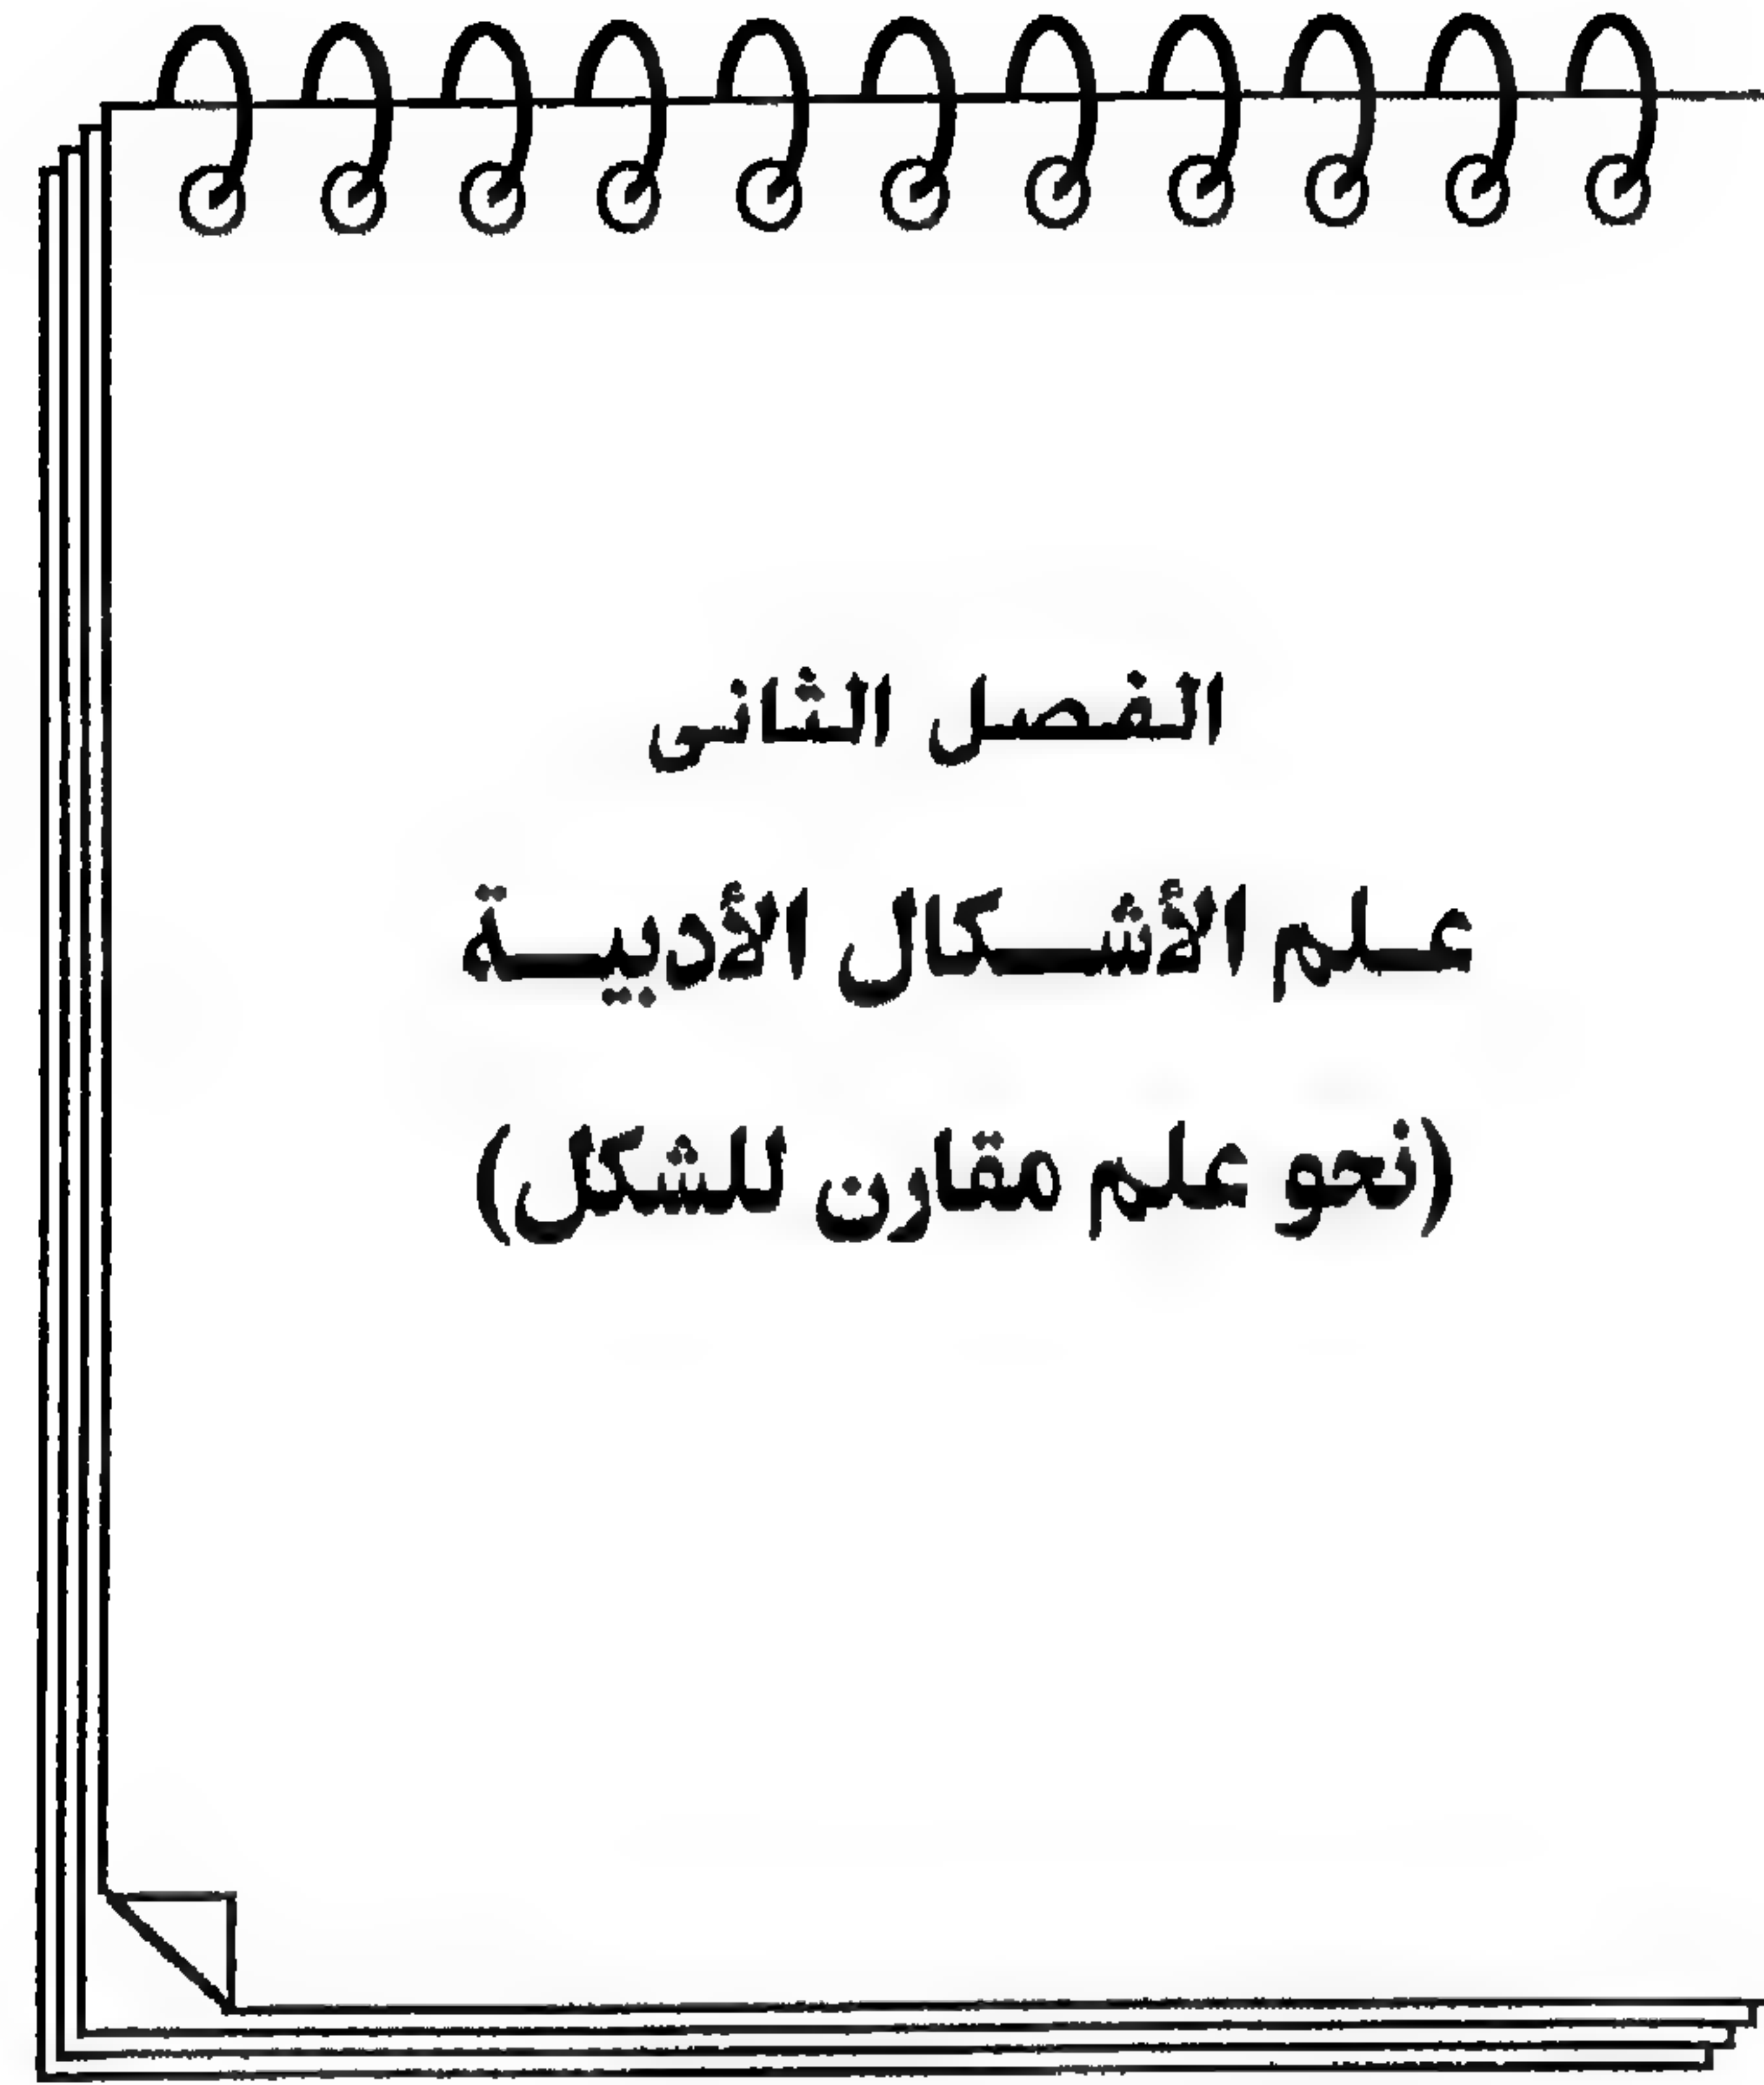 الفصل الثانى
علم الأشكال الأدبية
(نحو علم مقارن للشكل)